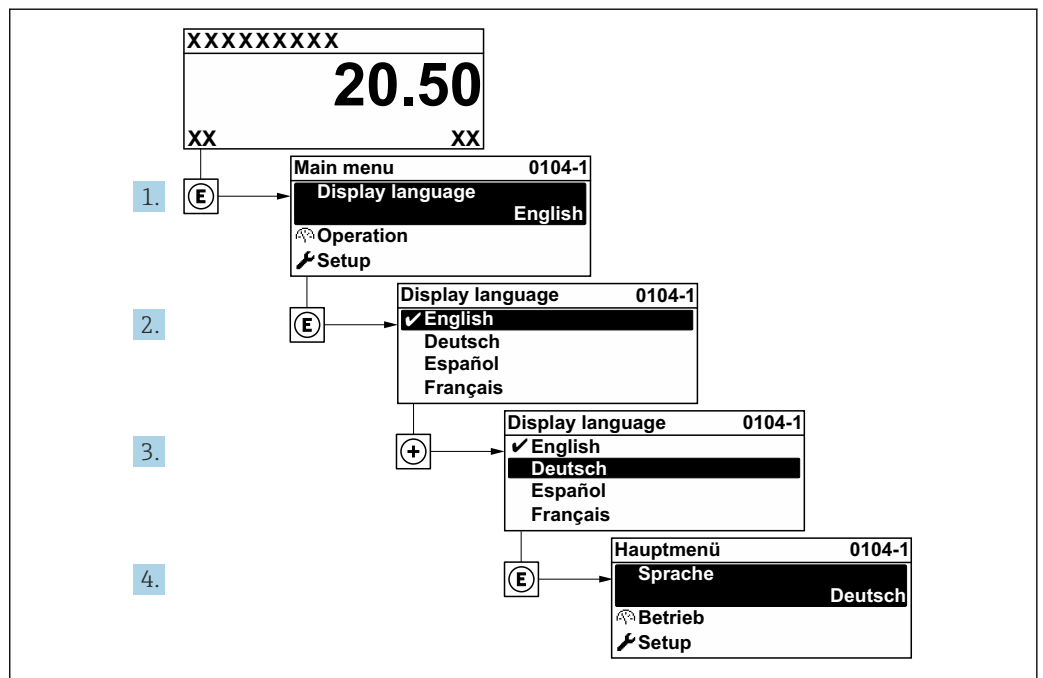 XXXXXXXXX
20.50
XX XX
1. E
Main menu 0104-1
Display language
English
Operation
Setup
2. E
Display language 0104-1
✔English
Deutsch
Español
Français
3. +
Display language 0104-1
✔English
Deutsch
Español
Français
4. E
Hauptmenü 0104-1
Sprache
Deutsch
Betrieb
Setup